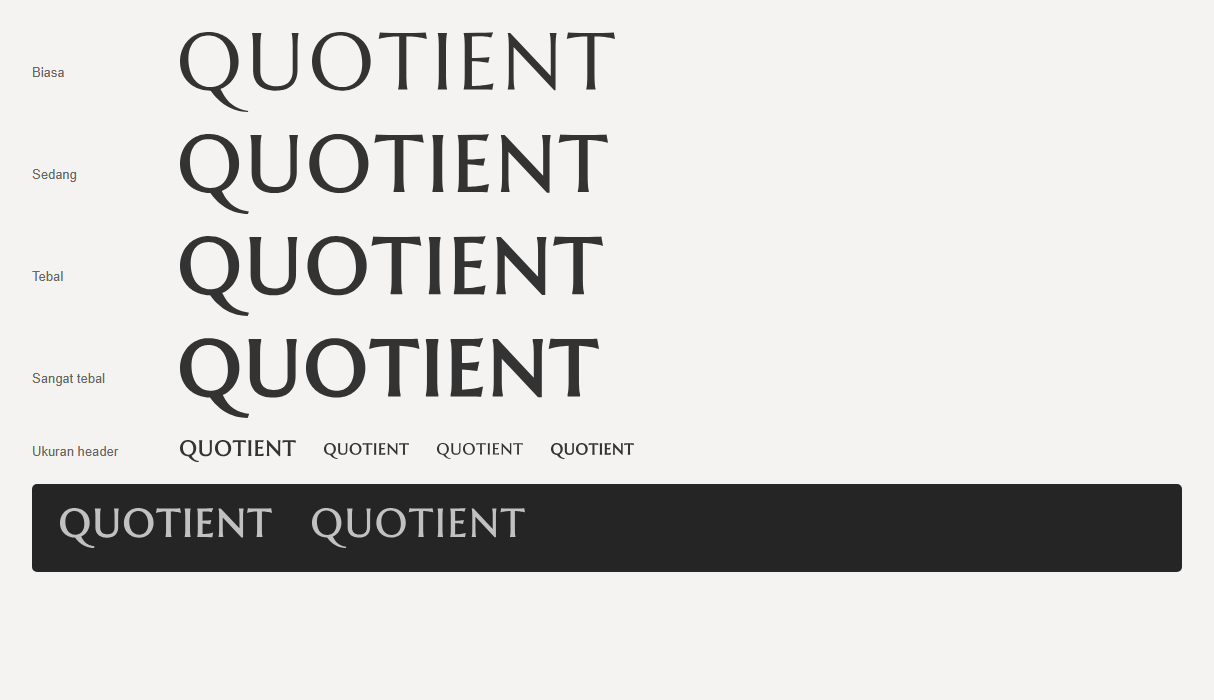 Biasa QUOTIENT
Sedang QUOTIENT
Tebal QUOTIENT
Sangat tebal QUOTIENT
Ukuran header QUOTIENT QUOTIENT QUOTIENT QUOTIENT
QUOTIENT QUOTIENT